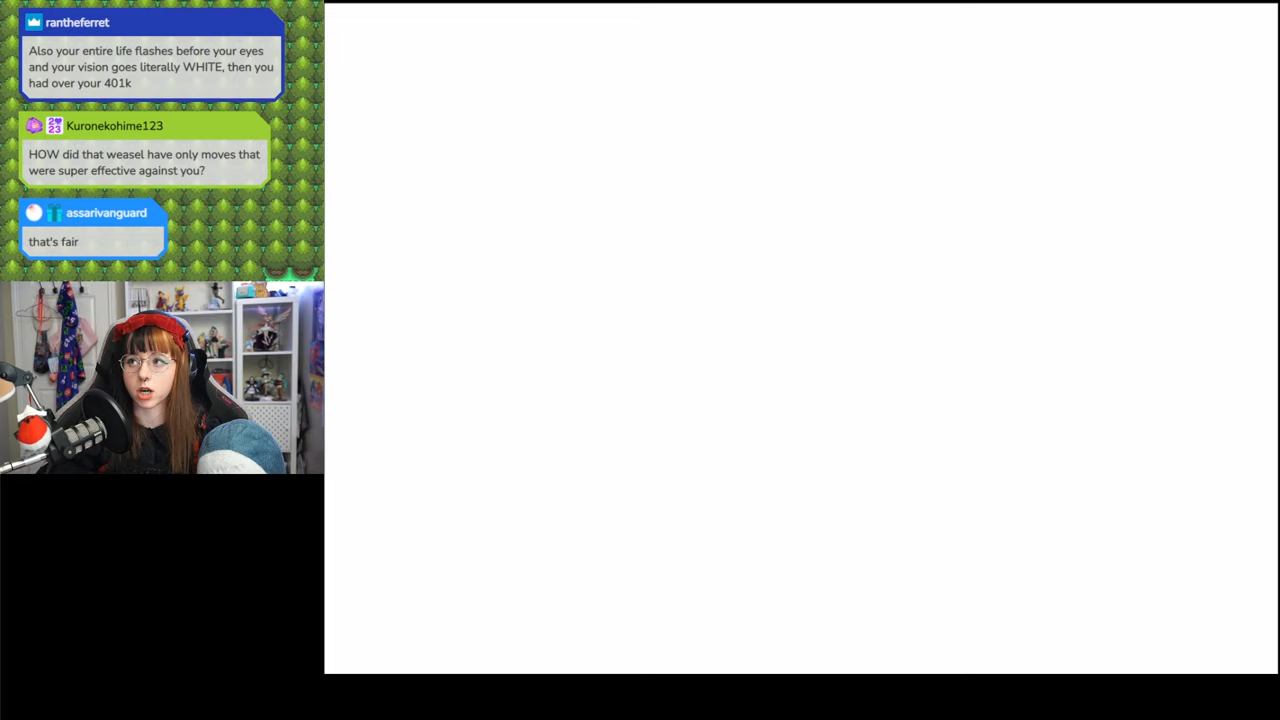 rantheferret
Also your entire life flashes before your eyes
and your vision goes literally WHITE, then you
had over your 401k
Kuronekohime123
HOW did that weasel have only moves that
were super effective against you?
assarivanguard
that's fair